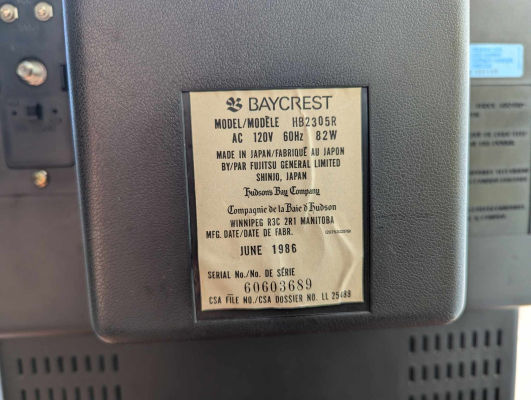 BAYCREST
MODEL/MODÈLE HB2305R
AC 120V 60Hz 82W
MADE IN JAPAN/FABRIQUÉ AU JAPON
BY/PAR FUJITSU GENERAL LIMITED
SHINJO, JAPAN
Hudsons Bay Company
Compagnie de la Baie d'Hudson
WINNIPEG R3C 2R1 MANITOBA
MFG. DATE/DATE DE FABR.
JUNE 1986
SERIAL No./No. DE SÉRIE
60603689
CSA FILE NO./CSA DOSSIER NO. LL 25488